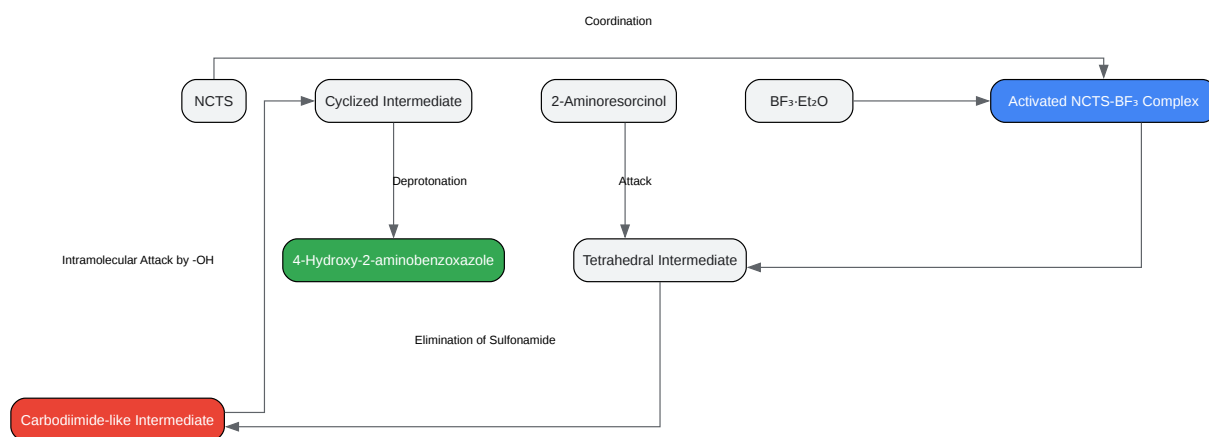 Coordination
NCTS
Cyclized Intermediate
2-Aminoresorcinol
BF₃·Et₂O
Activated NCTS-BF₃ Complex
Deprotonation
Attack
Intramolecular Attack by -OH
4-Hydroxy-2-aminobenzoxazole
Tetrahedral Intermediate
Elimination of Sulfonamide
Carbodiimide-like Intermediate